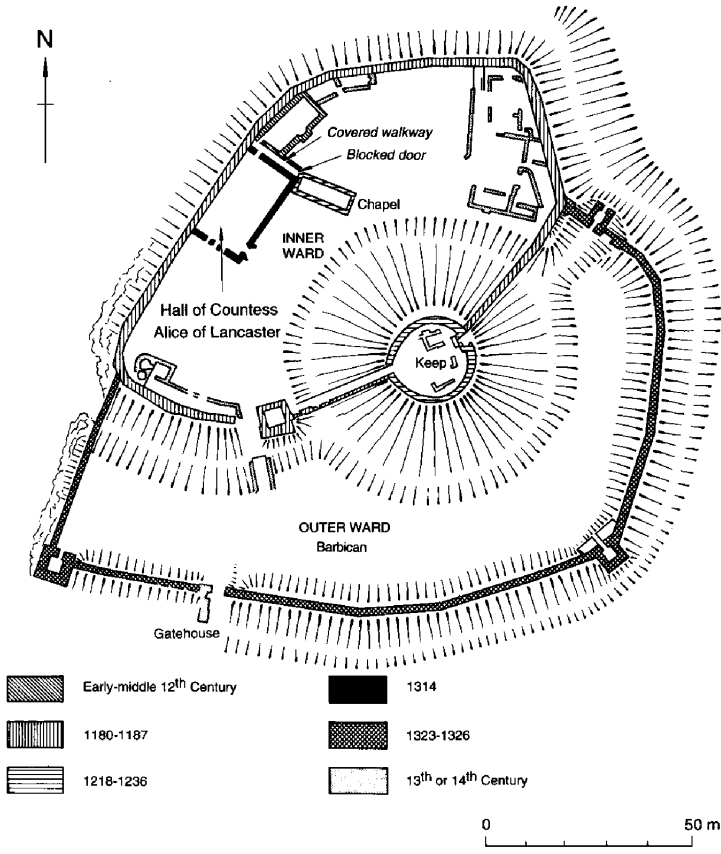 N
Covered walkway
Blocked door
Chapel
INNER
WARD
Hall of Countess
Alice of Lancaster
Keep
OUTER WARD
Barbican
Gatehouse
Early-middle 12th Century
1180-1187
1218-1236
1314
1323-1326
13th or 14th Century
0 50 m